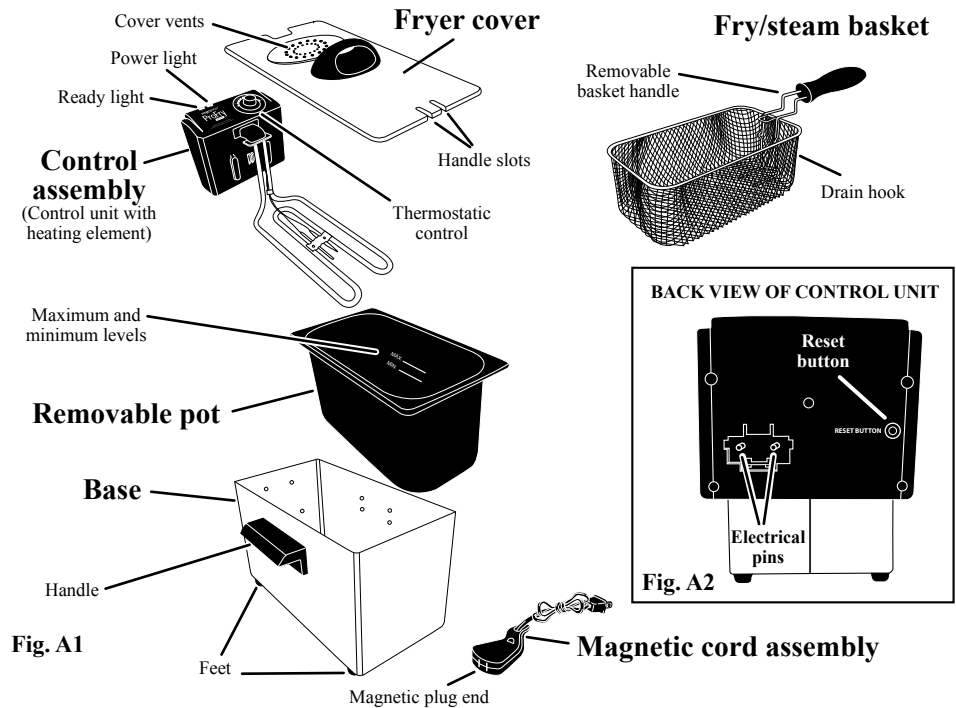 Cover vents
Fryer cover
Fry/steam basket
Power light
Removable
basket handle
Ready light
ProFry
Handle slots
Control
assembly
(Control unit with
heating element)
Thermostatic
control
Drain hook
Maximum and
minimum levels
MAX
MIN
Removable pot
BACK VIEW OF CONTROL UNIT
Reset
button
RESET BUTTON
Electrical
pins
Fig. A2
Base
Handle
Fig. A1
Feet
Magnetic cord assembly
Magnetic plug end